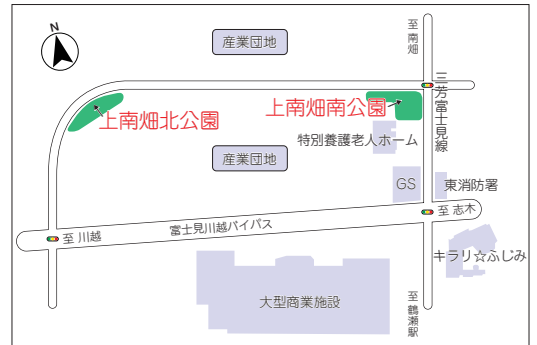 N
至南畑
産業団地
三芳富士見線
上南畑北公園
上南畑南公園
特別養護老人ホーム
産業団地
GS
東消防署
至 志木
富士見川越バイパス
至 川越
キラリ☆ふじみ
大型商業施設
至鶴瀬駅